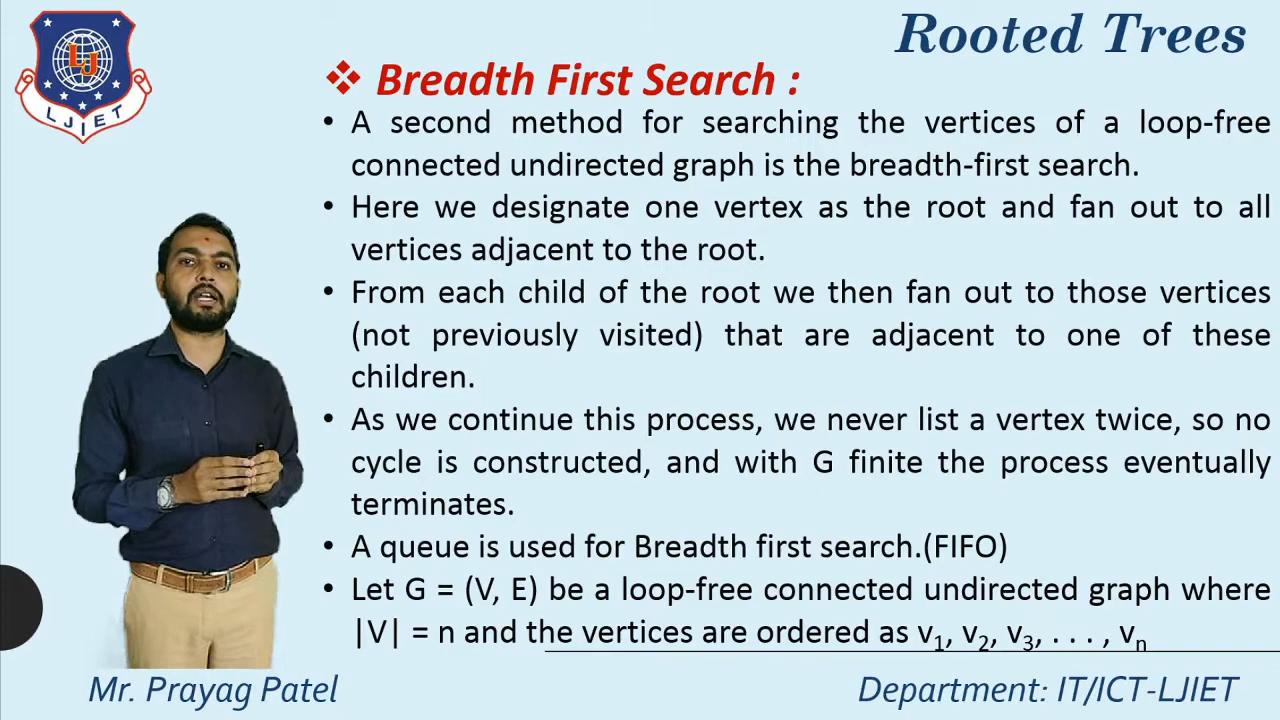 Rooted Trees
LJ
LJIET
❖ Breadth First Search :
• A second method for searching the vertices of a loop-free
connected undirected graph is the breadth-first search.
• Here we designate one vertex as the root and fan out to all
vertices adjacent to the root.
• From each child of the root we then fan out to those vertices
(not previously visited) that are adjacent to one of these
children.
• As we continue this process, we never list a vertex twice, so no
cycle is constructed, and with G finite the process eventually
terminates.
• A queue is used for Breadth first search.(FIFO)
• Let G = (V, E) be a loop-free connected undirected graph where
|V| = n and the vertices are ordered as v₁, v₂, v₃, . . . , vₙ
Mr. Prayag Patel
Department: IT/ICT-LJIET